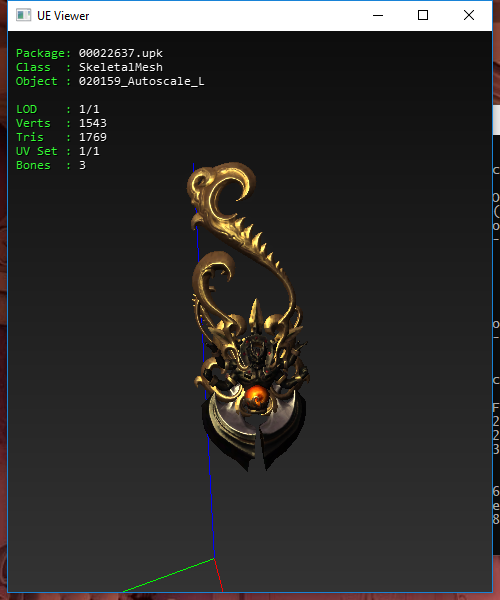 UE Viewer
Package: 00022637.upk
Class  : SkeletalMesh
Object : 020159_Autoscale_L
LOD    : 1/1
Verts  : 1543
Tris   : 1769
UV Set : 1/1
Bones  : 3